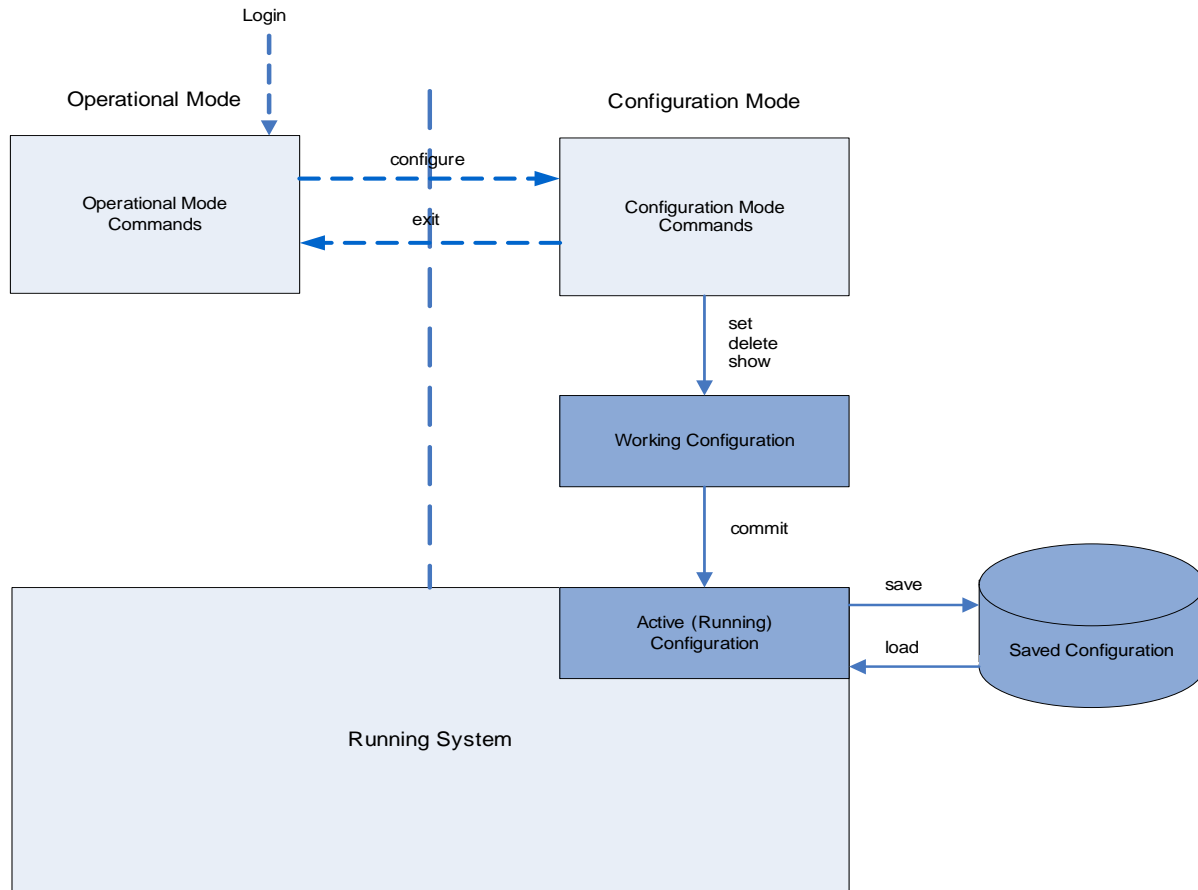 Login
Operational Mode
Configuration Mode
configure
Operational Mode
Commands
Configuration Mode
Commands
exit
set
delete
show
Working Configuration
commit
save
Active (Running)
Configuration
load
Saved Configuration
Running System